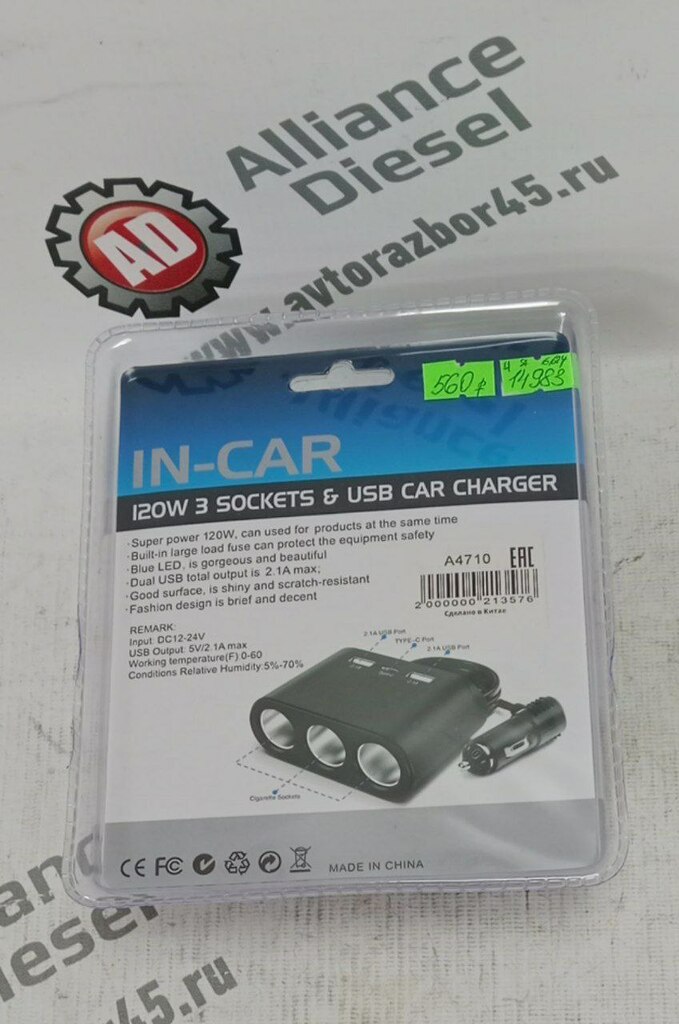 Alliance
Diesel
www.avtorazbor45.ru
AD
560
14983
IN-CAR
120W 3 SOCKETS & USB CAR CHARGER
·Super power 120W, can used for products at the same time
·Built-in large load fuse can protect the equipment safety
·Blue LED, is gorgeous and beautiful
·Dual USB total output is 2.1A max;
·Good surface, is shiny and scratch-resistant
·Fashion design is brief and decent
A4710 EAC
2 000000 213576
Сделано в Китае
REMARK:
Input: DC12-24V
USB Output: 5V/2.1A max
Working temperature(F):0-60
Conditions Relative Humidity:5%-70%
2.1A USB Port
TYPE-C Port
2.1A USB Port
Cigarette Sockets
CE FC MADE IN CHINA